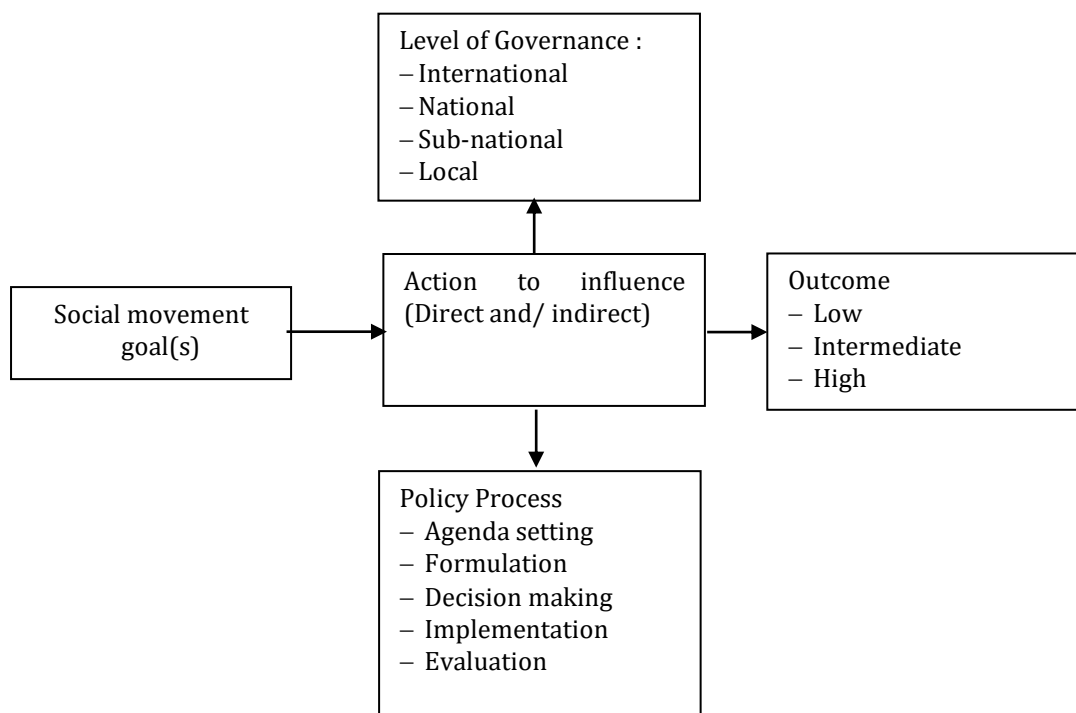 Level of Governance :
– International
– National
– Sub-national
– Local
Social movement
goal(s)
Action to influence
(Direct and/ indirect)
Outcome
– Low
– Intermediate
– High
Policy Process
– Agenda setting
– Formulation
– Decision making
– Implementation
– Evaluation